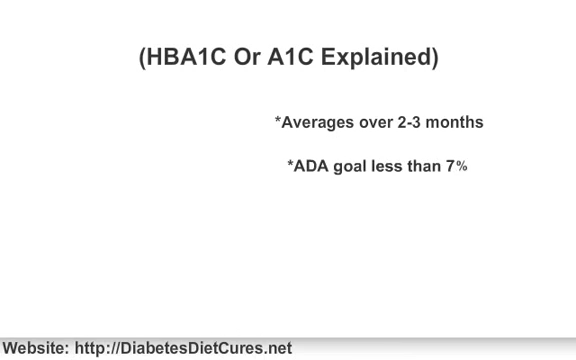 (HBA1C Or A1C Explained)
*Averages over 2-3 months
*ADA goal less than 7%
Website: http://DiabetesDietCures.net